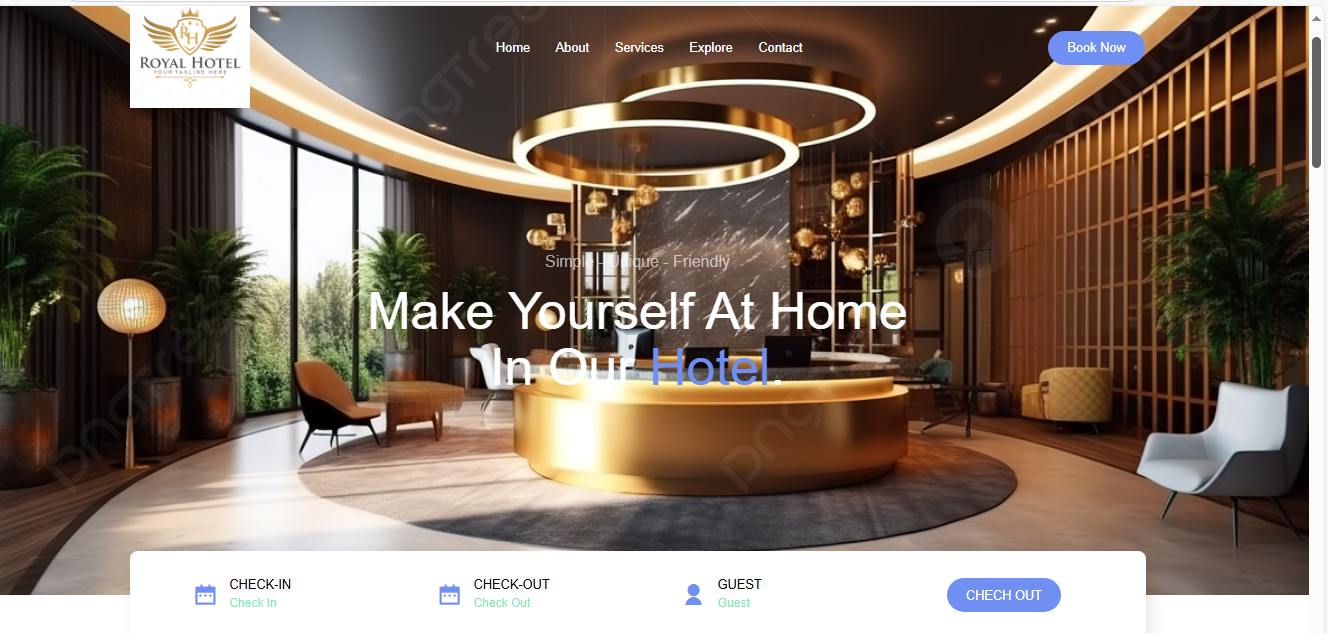 ROYAL HOTEL
YOUR TAGLINE HERE
Home
About
Services
Explore
Contact
Book Now
Simple - Unique - Friendly
Make Yourself At Home
In Our Hotel.
CHECK-IN
Check In
CHECK-OUT
Check Out
GUEST
Guest
CHECH OUT
pngtree